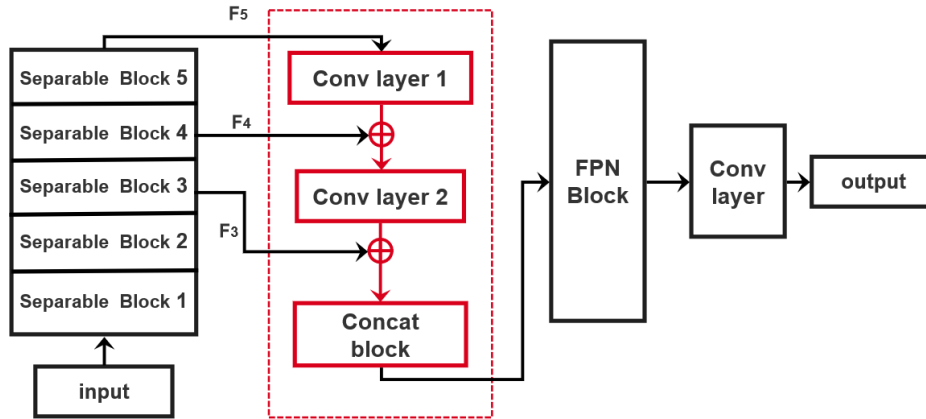 F5
Separable Block 5
Conv layer 1
Separable Block 4
F4
Separable Block 3
Conv layer 2
F3
Separable Block 2
Separable Block 1
Concat
block
input
FPN
Block
Conv
layer
output